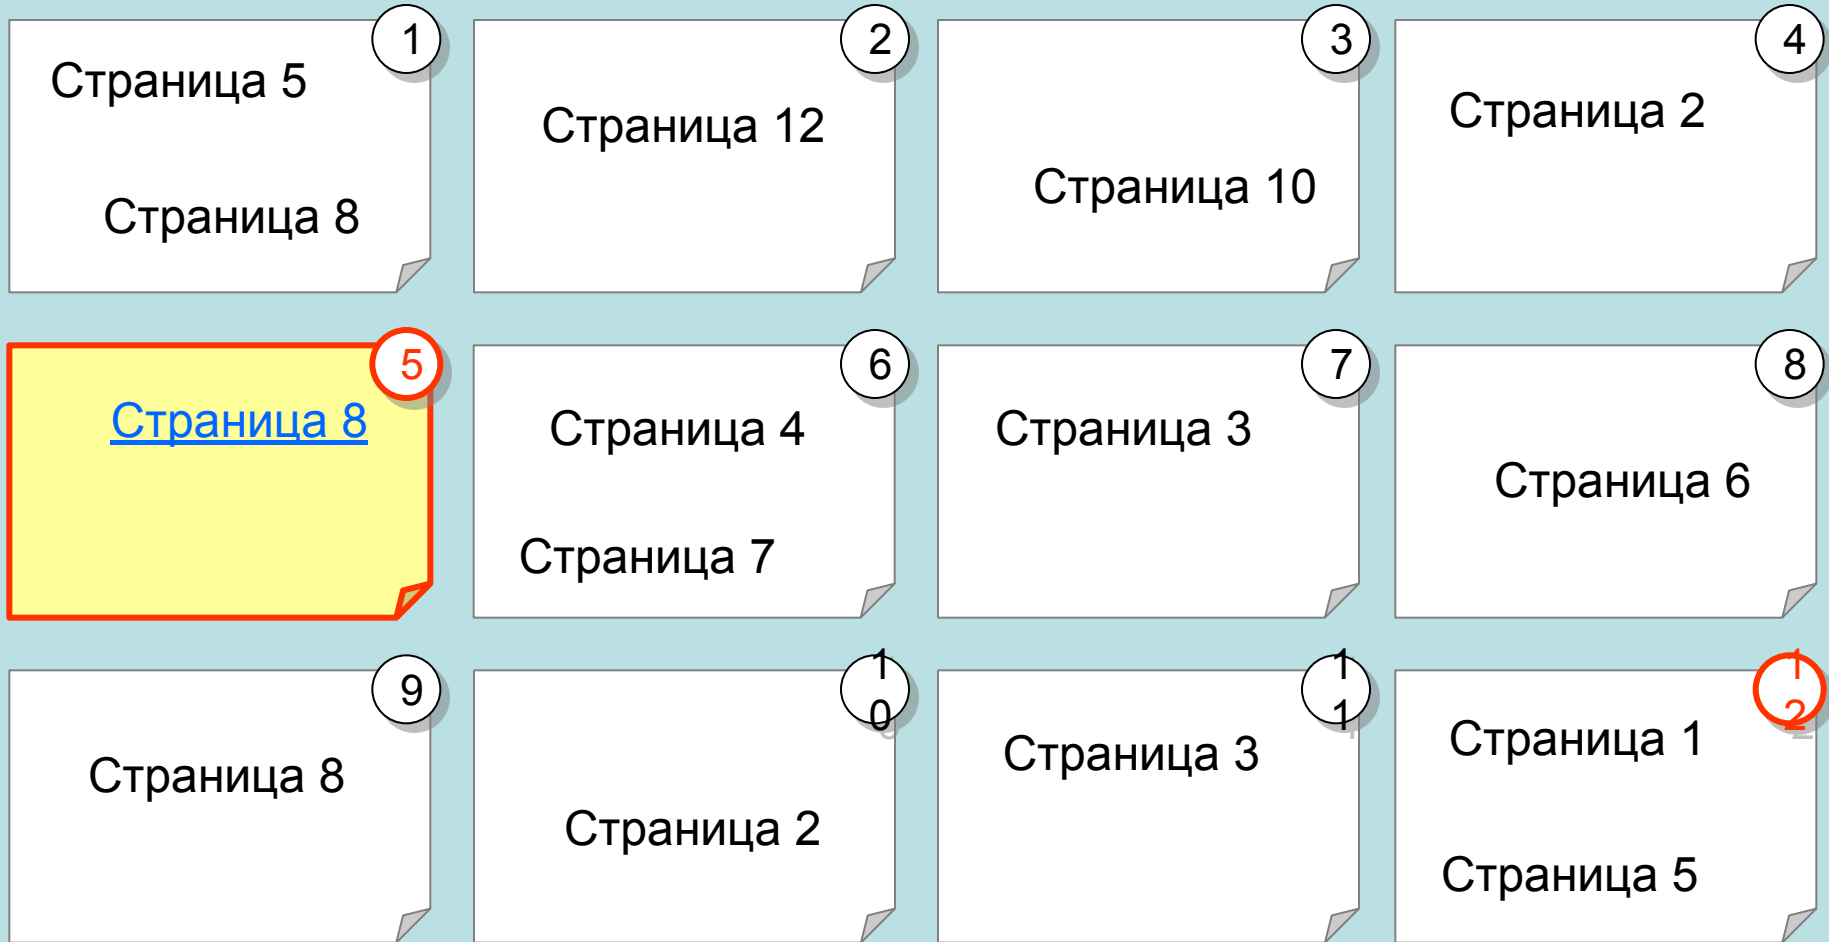 1
Страница 5
Страница 8
2
Страница 12
3
Страница 10
4
Страница 2
5
Страница 8
6
Страница 4
Страница 7
7
Страница 3
8
Страница 6
9
Страница 8
10
Страница 2
11
Страница 3
12
Страница 1
Страница 5